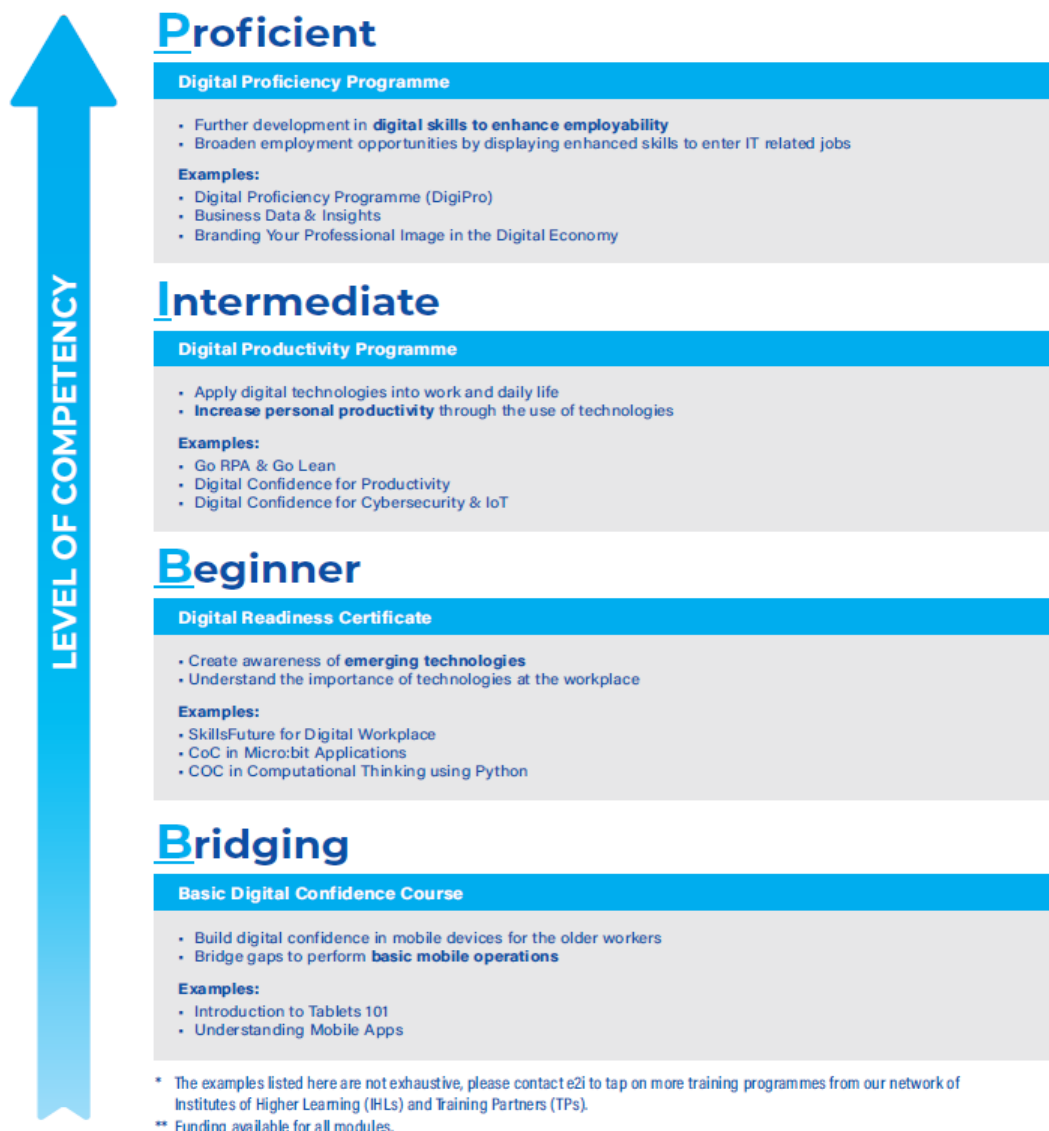 Proficient
Digital Proficiency Programme
▪ Further development in digital skills to enhance employability
▪ Broaden employment opportunities by displaying enhanced skills to enter IT related jobs
Examples:
▪ Digital Proficiency Programme (DigiPro)
▪ Business Data & Insights
▪ Branding Your Professional Image in the Digital Economy
LEVEL OF COMPETENCY
Intermediate
Digital Productivity Programme
▪ Apply digital technologies into work and daily life
▪ Increase personal productivity through the use of technologies
Examples:
▪ Go RPA & Go Lean
▪ Digital Confidence for Productivity
▪ Digital Confidence for Cybersecurity & IoT
Beginner
Digital Readiness Certificate
▪ Create awareness of emerging technologies
▪ Understand the importance of technologies at the workplace
Examples:
▪ SkillsFuture for Digital Workplace
▪ CoC in Micro:bit Applications
▪ COC in Computational Thinking using Python
Bridging
Basic Digital Confidence Course
▪ Build digital confidence in mobile devices for the older workers
▪ Bridge gaps to perform basic mobile operations
Examples:
▪ Introduction to Tablets 101
▪ Understanding Mobile Apps
* The examples listed here are not exhaustive, please contact e2i to tap on more training programmes from our network of
Institutes of Higher Learning (IHLs) and Training Partners (TPs).
** Funding available for all modules.